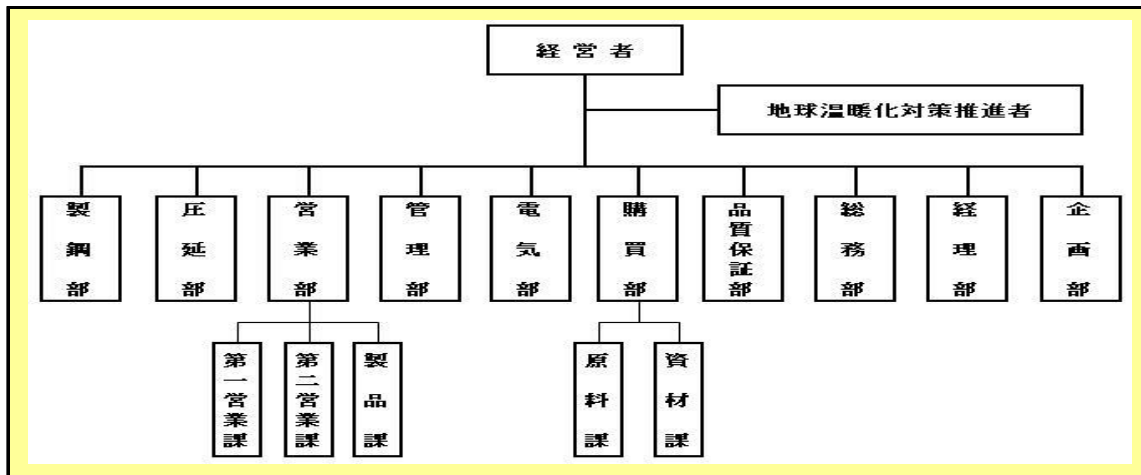 経営者
地球温暖化対策推進者
製鋼部
圧延部
営業部
管理部
電気部
購買部
品質保証部
総務部
経理部
企画部
第一営業課
第二営業課
製品課
原料課
資材課